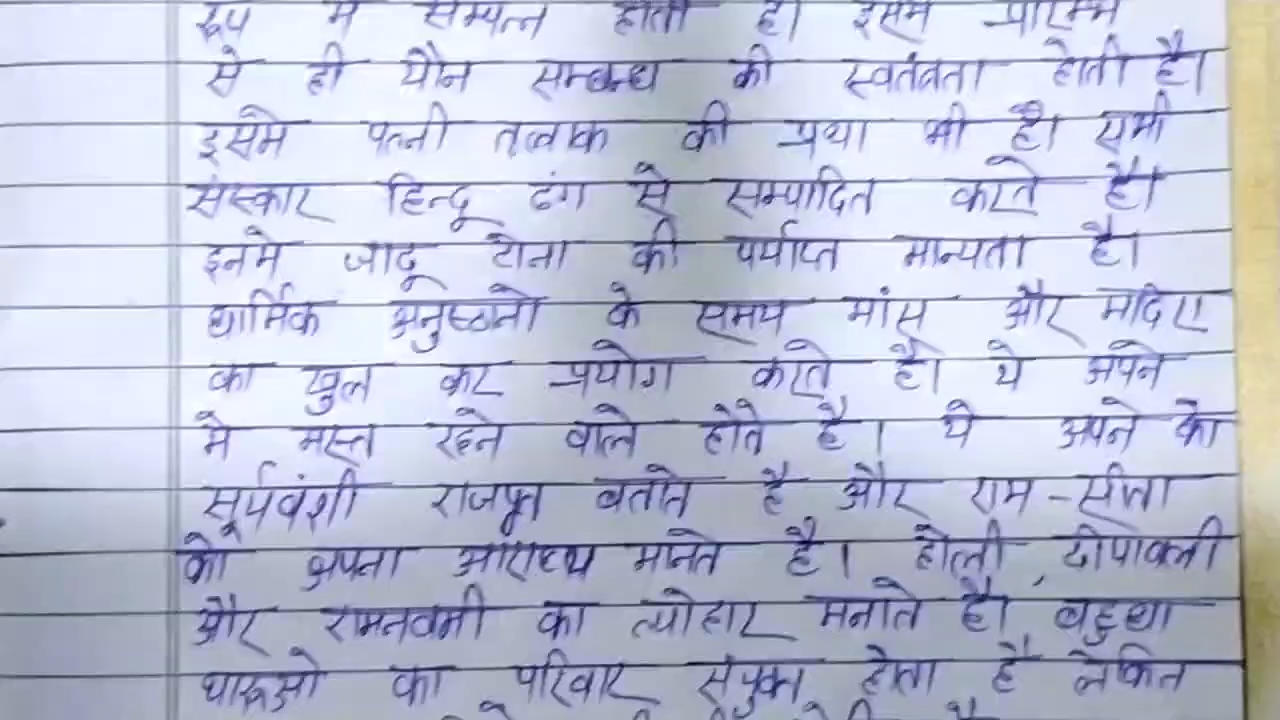 रूप में सम्पन्न होता है। इसमें प्रारम्भ
से ही यौन सम्बन्ध की स्वतंत्रता होती है।
इसमे पत्नी तलाक की प्रथा भी है। सभी
संस्कार हिन्दू ढंग से सम्पादित करते है।
इनमे जादू टोना की पर्याप्त मान्यता है।
धार्मिक अनुष्ठानो के समय मांस और मदिरा
का खुल कर प्रयोग करते है। ये अपने
मे मस्त रहने वाले होते है। ये अपने को
सूर्यवंशी राजपूत बताते है और राम-सीता
को अपना आराध्य मानते है। होली, दीपावली
और रामनवमी का त्योहार मनाते है। बहुधा
थारूओ का परिवार संयुक्त होता है लेकिन